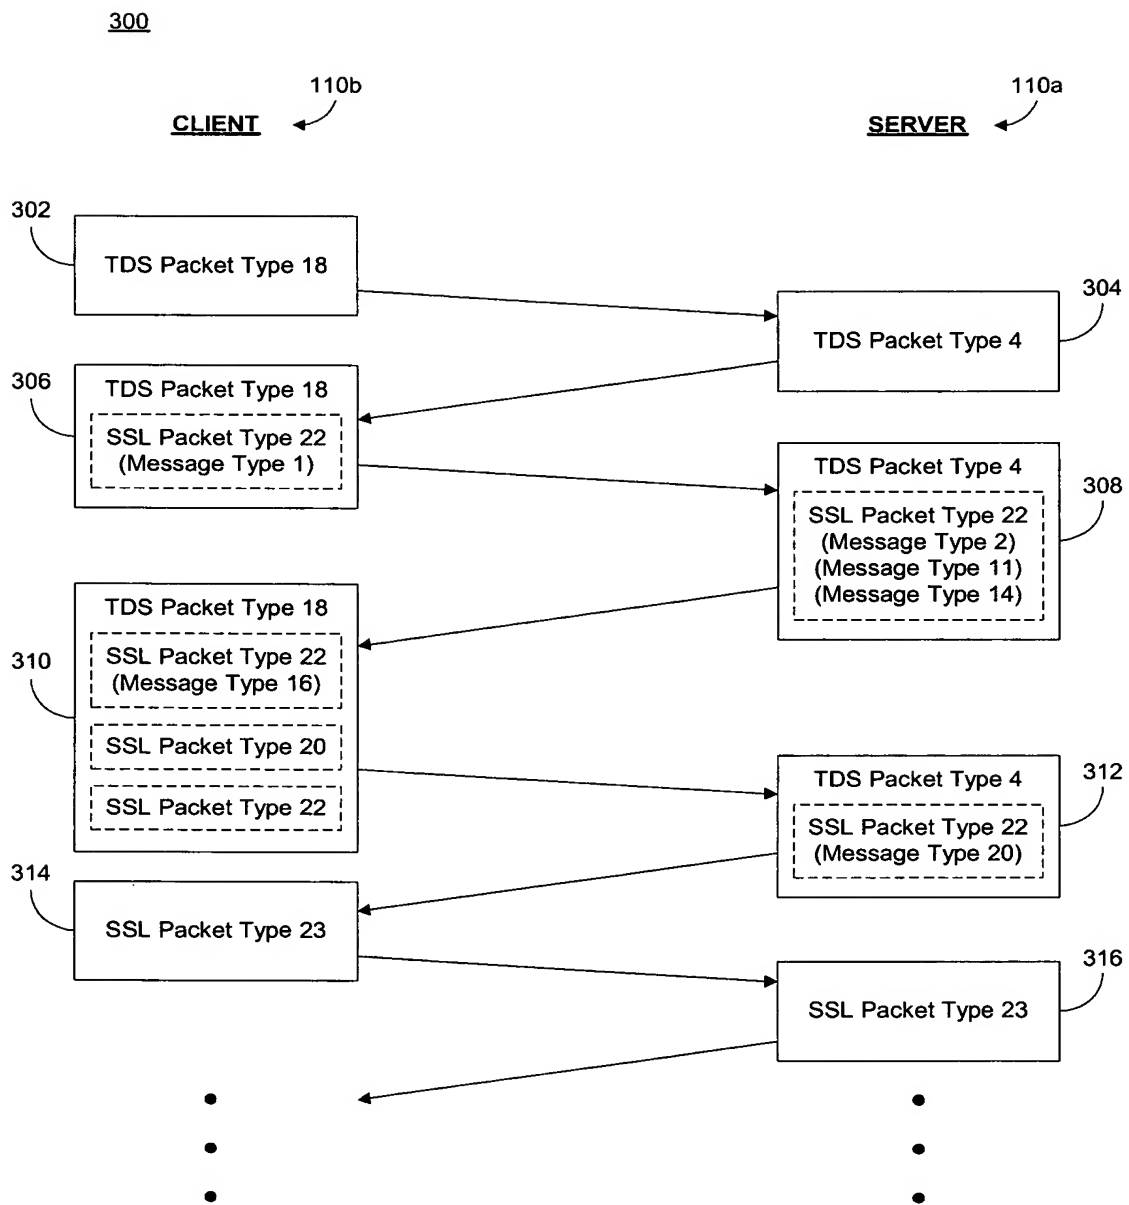 300
110b
110a
CLIENT
SERVER
302
TDS Packet Type 18
304
TDS Packet Type 4
306
TDS Packet Type 18
SSL Packet Type 22
(Message Type 1)
308
TDS Packet Type 4
SSL Packet Type 22
(Message Type 2)
(Message Type 11)
(Message Type 14)
310
TDS Packet Type 18
SSL Packet Type 22
(Message Type 16)
SSL Packet Type 20
SSL Packet Type 22
312
TDS Packet Type 4
SSL Packet Type 22
(Message Type 20)
314
SSL Packet Type 23
316
SSL Packet Type 23